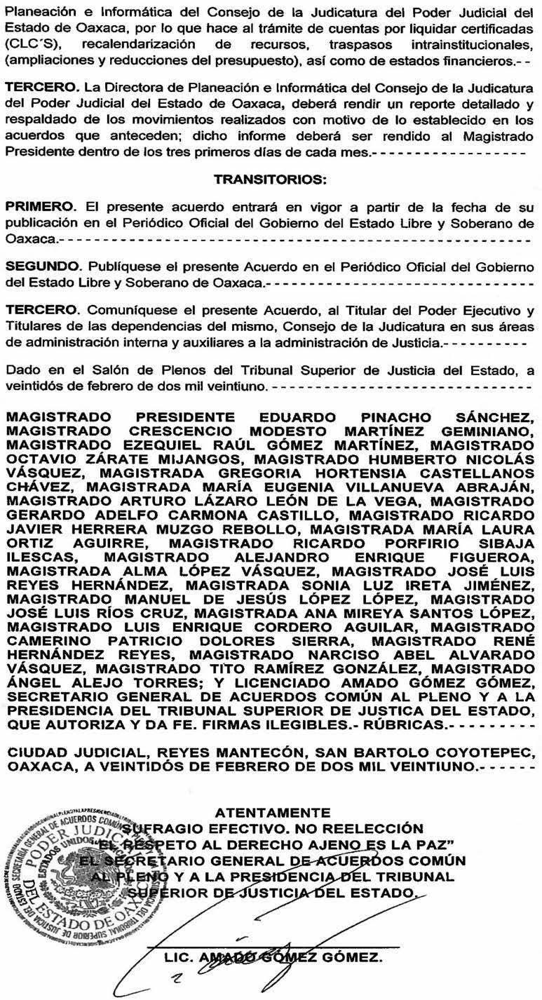 Planeación e Informática del Consejo de la Judicatura del Poder Judicial del
Estado de Oaxaca, por lo que hace al trámite de cuentas por liquidar certificadas
(CLC´S), recalendarización de recursos, traspasos intrainstitucionales,
(ampliaciones y reducciones del presupuesto), así como de estados financieros.- -
TERCERO. La Directora de Planeación e Informática del Consejo de la Judicatura
del Poder Judicial del Estado de Oaxaca, deberá rendir un reporte detallado y
respaldado de los movimientos realizados con motivo de lo establecido en los
acuerdos que anteceden; dicho informe deberá ser rendido al Magistrado
Presidente dentro de los tres primeros días de cada mes.- - - - - - - - - - - - - - - - - -
TRANSITORIOS:
PRIMERO. El presente acuerdo entrará en vigor a partir de la fecha de su
publicación en el Periódico Oficial del Gobierno del Estado Libre y Soberano de
Oaxaca.- - - - - - - - - - - - - - - - - - - - - - - - - - - - - - - - - - - - - - - - - - - - - - - - - - - - -
SEGUNDO. Publíquese el presente Acuerdo en el Periódico Oficial del Gobierno
del Estado Libre y Soberano de Oaxaca.- - - - - - - - - - - - - - - - - - - - - - - - - - - - - -
TERCERO. Comuníquese el presente Acuerdo, al Titular del Poder Ejecutivo y
Titulares de las dependencias del mismo, Consejo de la Judicatura en sus áreas
de administración interna y auxiliares a la administración de Justicia.- - - - - - - - - -
Dado en el Salón de Plenos del Tribunal Superior de Justicia del Estado, a
veintidós de febrero de dos mil veintiuno. - - - - - - - - - - - - - - - - - - - - - - - - - - - - - -
MAGISTRADO PRESIDENTE EDUARDO PINACHO SÁNCHEZ,
MAGISTRADO CRESCENCIO MODESTO MARTÍNEZ GEMINIANO,
MAGISTRADO EZEQUIEL RAÚL GÓMEZ MARTÍNEZ, MAGISTRADO
OCTAVIO ZÁRATE MIJANGOS, MAGISTRADO HUMBERTO NICOLÁS
VÁSQUEZ, MAGISTRADA GREGORIA HORTENSIA CASTELLANOS
CHÁVEZ, MAGISTRADA MARÍA EUGENIA VILLANUEVA ABRAJÁN,
MAGISTRADO ARTURO LÁZARO LEÓN DE LA VEGA, MAGISTRADO
GERARDO ADELFO CARMONA CASTILLO, MAGISTRADO RICARDO
JAVIER HERRERA MUZGO REBOLLO, MAGISTRADA MARÍA LAURA
ORTIZ AGUIRRE, MAGISTRADO RICARDO PORFIRIO SIBAJA
ILESCAS, MAGISTRADO ALEJANDRO ENRIQUE FIGUEROA,
MAGISTRADA ALMA LÓPEZ VÁSQUEZ, MAGISTRADO JOSÉ LUIS
REYES HERNÁNDEZ, MAGISTRADA SONIA LUZ IRETA JIMÉNEZ,
MAGISTRADO MANUEL DE JESÚS LÓPEZ LÓPEZ, MAGISTRADO
JOSÉ LUIS RÍOS CRUZ, MAGISTRADA ANA MIREYA SANTOS LÓPEZ,
MAGISTRADO LUIS ENRIQUE CORDERO AGUILAR, MAGISTRADO
CAMERINO PATRICIO DOLORES SIERRA, MAGISTRADO RENÉ
HERNÁNDEZ REYES, MAGISTRADO NARCISO ABEL ALVARADO
VÁSQUEZ, MAGISTRADO TITO RAMÍREZ GONZÁLEZ, MAGISTRADO
ÁNGEL ALEJO TORRES; Y LICENCIADO AMADO GÓMEZ GÓMEZ,
SECRETARIO GENERAL DE ACUERDOS COMÚN AL PLENO Y A LA
PRESIDENCIA DEL TRIBUNAL SUPERIOR DE JUSTICA DEL ESTADO,
QUE AUTORIZA Y DA FE. FIRMAS ILEGIBLES.- RÚBRICAS.- - - - - - - - -
CIUDAD JUDICIAL, REYES MANTECÓN, SAN BARTOLO COYOTEPEC,
OAXACA, A VEINTIDÓS DE FEBRERO DE DOS MIL VEINTIUNO.- - - - - -
ATENTAMENTE
SUFRAGIO EFECTIVO. NO REELECCIÓN
"EL RESPETO AL DERECHO AJENO ES LA PAZ"
EL SECRETARIO GENERAL DE ACUERDOS COMÚN
AL PLENO Y A LA PRESIDENCIA DEL TRIBUNAL
SUPERIOR DE JUSTICIA DEL ESTADO.
LIC. AMADO GÓMEZ GÓMEZ.
PODER JUDICIAL
DEL ESTADO DE OAXACA
ESTADOS UNIDOS MEXICANOS